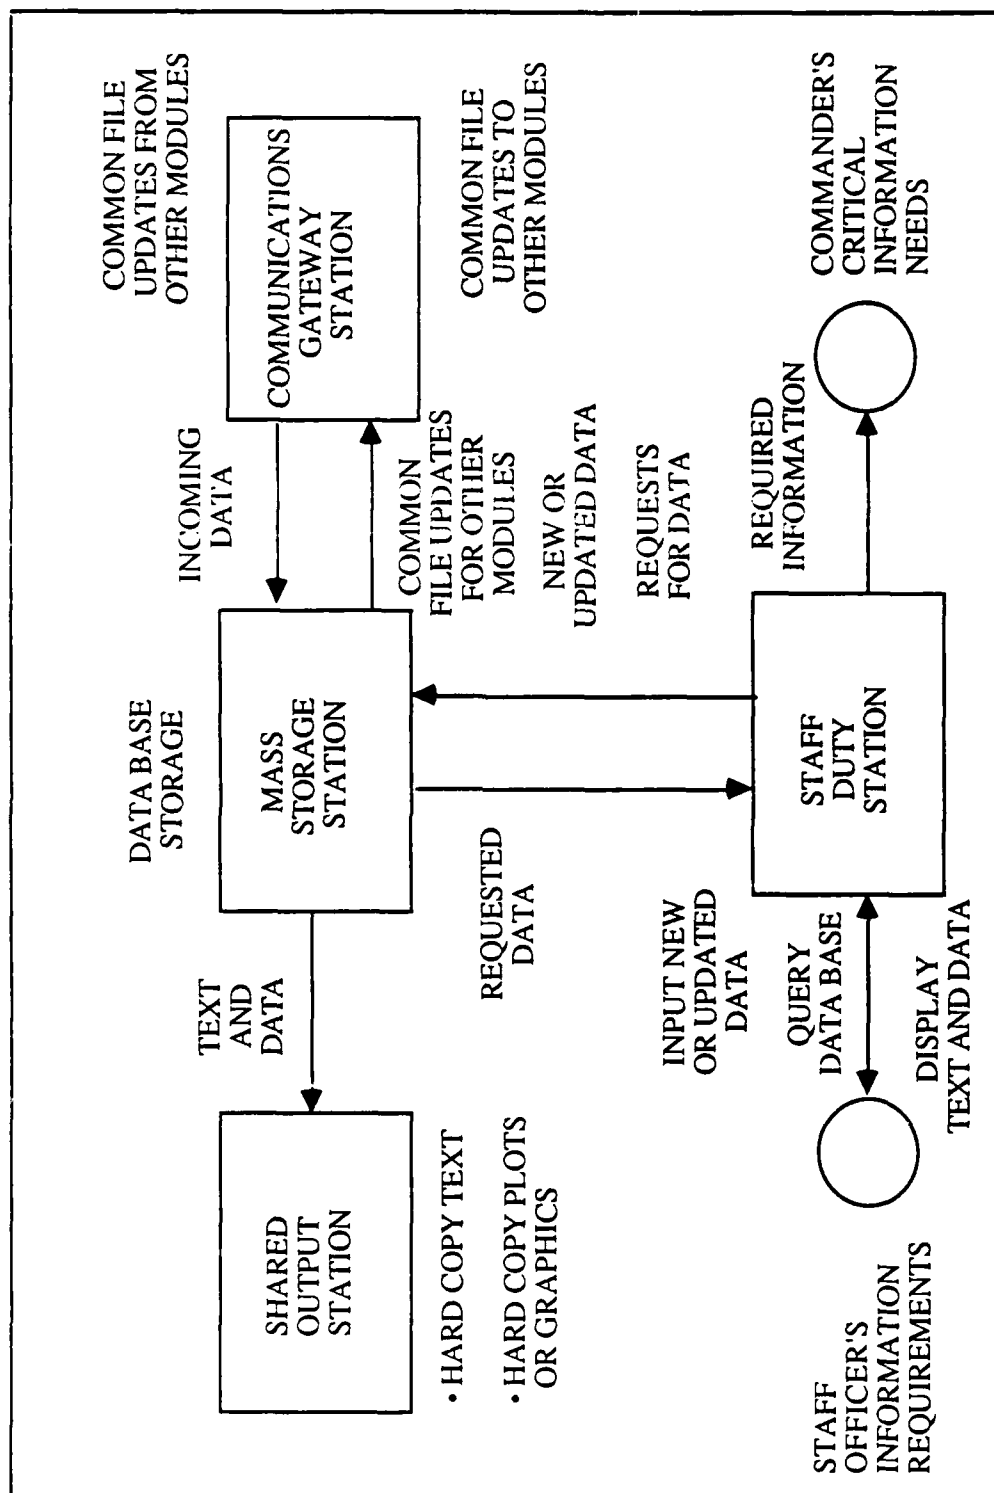 COMMON FILE
UPDATES FROM
OTHER MODULES
COMMUNICATIONS
GATEWAY
STATION
COMMON FILE
UPDATES TO
OTHER MODULES
INCOMING
DATA
COMMON
FILE UPDATES
FOR OTHER
MODULES
NEW OR
UPDATED DATA
REQUESTS
FOR DATA
DATA BASE
STORAGE
MASS
STORAGE
STATION
REQUESTED
DATA
TEXT
AND
DATA
SHARED
OUTPUT
STATION
• HARD COPY TEXT
• HARD COPY PLOTS
OR GRAPHICS
COMMANDER'S
CRITICAL
INFORMATION
NEEDS
REQUIRED
INFORMATION
STAFF
DUTY
STATION
INPUT NEW
OR UPDATED
DATA
QUERY
DATA BASE
DISPLAY
TEXT AND DATA
STAFF
OFFICER'S
INFORMATION
REQUIREMENTS